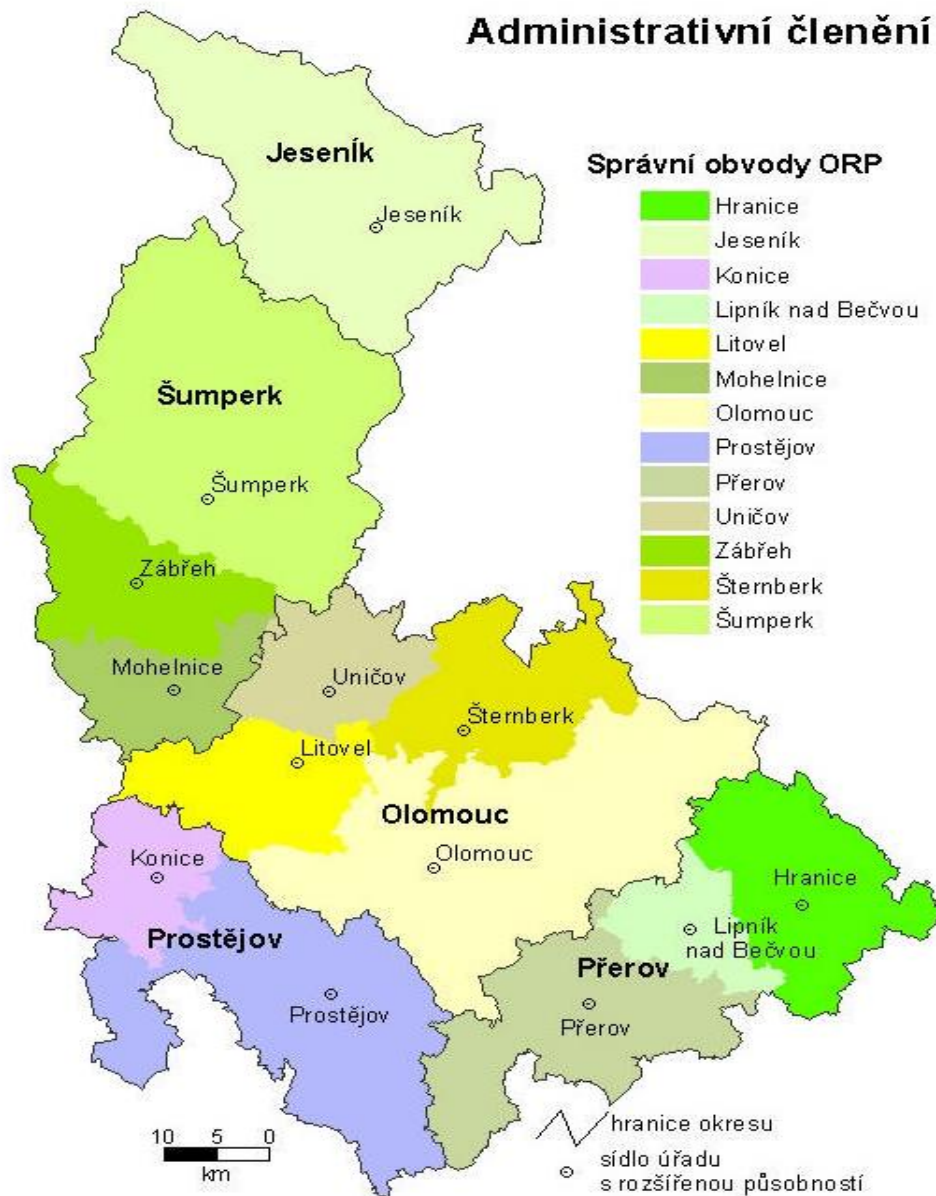 Administrativní členění
Jeseník
Jeseník
Šumperk
Šumperk
Zábřeh
Mohelnice
Uničov
Šternberk
Litovel
Olomouc
Olomouc
Konice
Prostějov
Prostějov
Hranice
Lipník
nad Bečvou
Přerov
Přerov
Správní obvody ORP
Hranice
Jeseník
Konice
Lipník nad Bečvou
Litovel
Mohelnice
Olomouc
Prostějov
Přerov
Uničov
Zábřeh
Šternberk
Šumperk
10 5 0
km
hranice okresu
sídlo úřadu
s rozšířenou působností